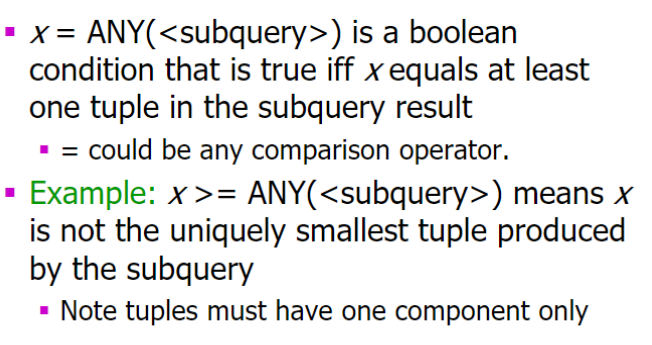 ▪ x = ANY(<subquery>) is a boolean
condition that is true iff x equals at least
one tuple in the subquery result
▪ = could be any comparison operator.
▪ Example: x >= ANY(<subquery>) means x
is not the uniquely smallest tuple produced
by the subquery
▪ Note tuples must have one component only